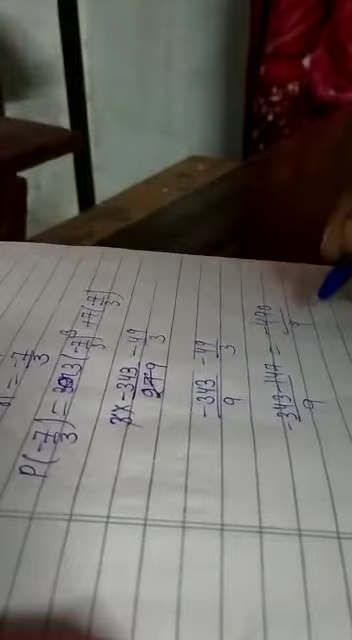 = -7/3
P(-7/3) = 3(-7/3)³ + 7(-7/3)
3 × -343/27 9 -49/3
-343/9 -49/3
-343-147/9 = -490/9